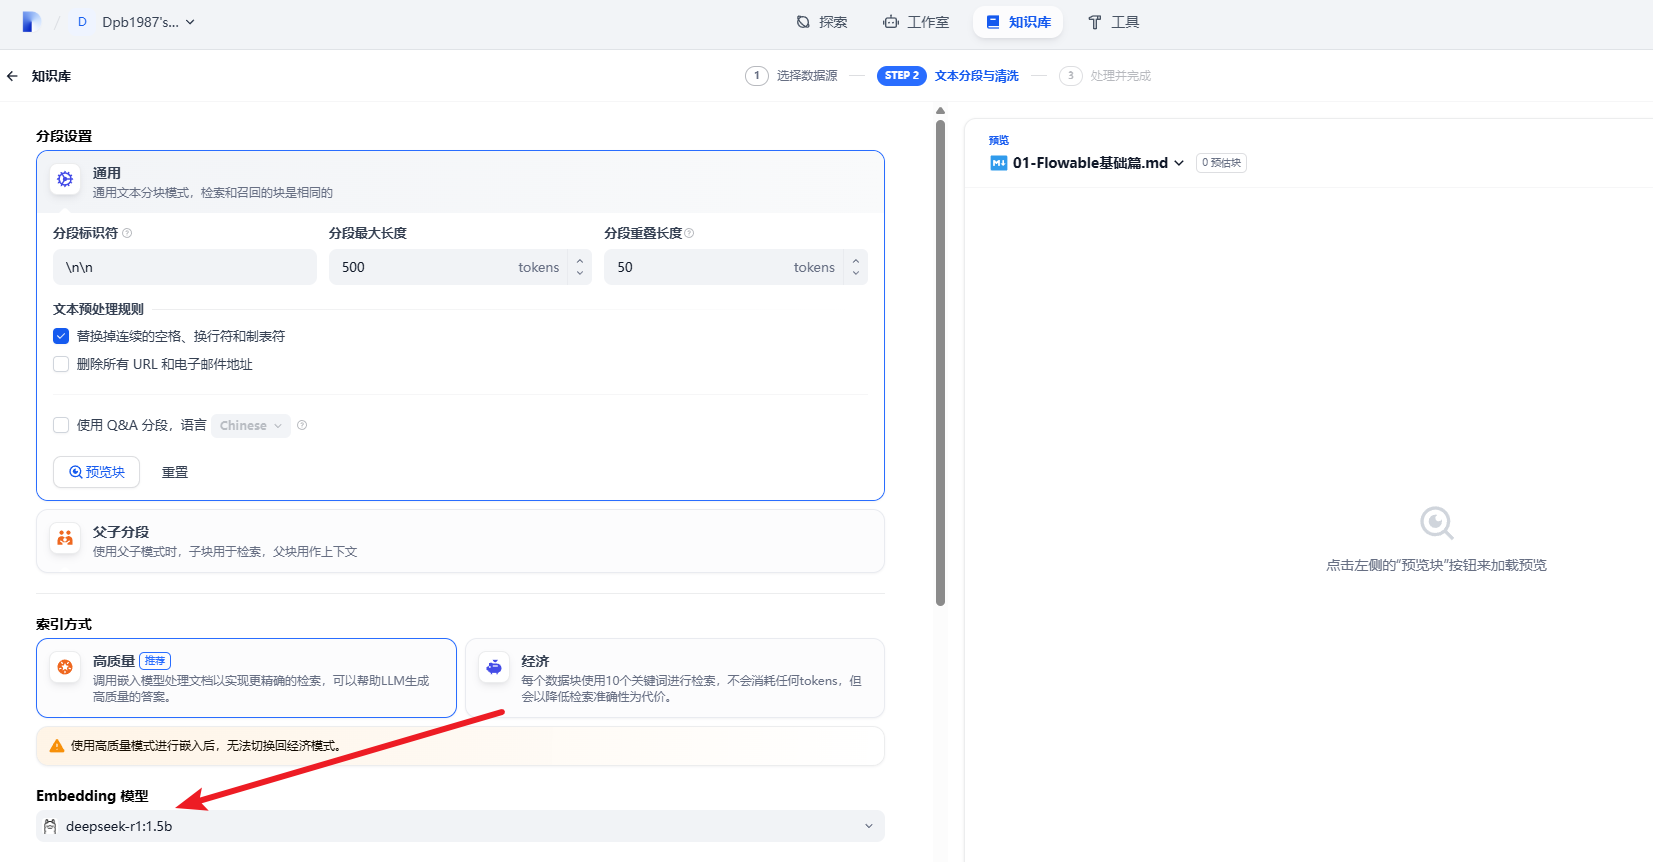 D Dpb1987's...
探索
工作室
知识库
工具
知识库
1 选择数据源
STEP 2 文本分段与清洗
3 处理并完成
分段设置
通用
通用文本分块模式，检索和召回的块是相同的
分段标识符
分段最大长度
分段重叠长度
\n\n
500 tokens
50 tokens
文本预处理规则
替换掉连续的空格、换行符和制表符
删除所有 URL 和电子邮件地址
使用 Q&A 分段，语言 Chinese
预览块 重置
父子分段
使用父子模式时，子块用于检索，父块用作上下文
索引方式
高质量 推荐
调用嵌入模型处理文档以实现更精确的检索，可以帮助LLM生成
高质量的答案。
经济
每个数据块使用10个关键词进行检索，不会消耗任何tokens，但
会以降低检索准确性为代价。
使用高质量模式进行嵌入后，无法切换回经济模式。
Embedding 模型
deepseek-r1:1.5b
预览
M↓ 01-Flowable基础篇.md 0 预估块
点击左侧的“预览块”按钮来加载预览